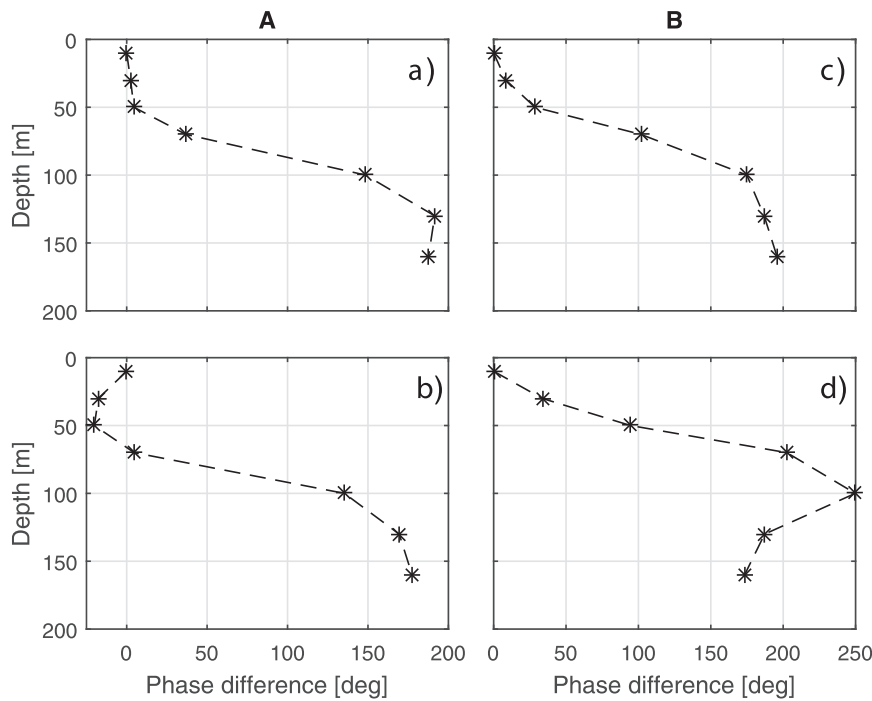 A B
0
50
100
150
200
Depth [m]
a)
c)
0
50
100
150
200
Depth [m]
b)
d)
0 50 100 150 200
0 50 100 150 200 250
Phase difference [deg]
Phase difference [deg]